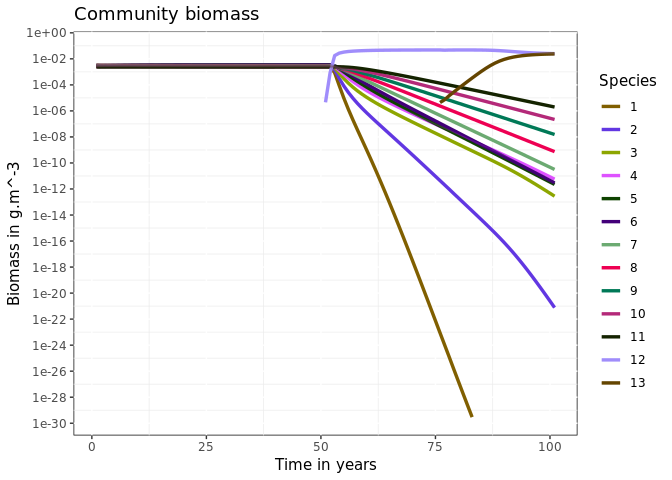 Community biomass
1e+00
1e-02
1e-04
1e-06
1e-08
1e-10
1e-12
1e-14
1e-16
1e-18
1e-20
1e-22
1e-24
1e-26
1e-28
1e-30
Biomass in g.m^-3
0 25 50 75 100
Time in years
Species
1
2
3
4
5
6
7
8
9
10
11
12
13